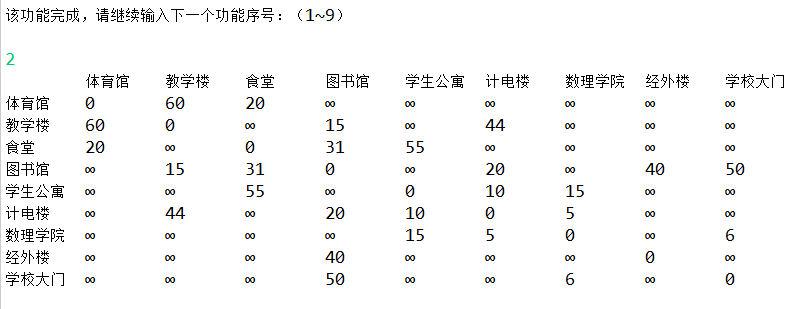 该功能完成，请继续输入下一个功能序号：（1~9）
2
体育馆 教学楼 食堂 图书馆 学生公寓 计电楼 数理学院 经外楼 学校大门
体育馆 0 60 20 ∞ ∞ ∞ ∞ ∞ ∞
教学楼 60 0 ∞ 15 ∞ 44 ∞ ∞ ∞
食堂 20 ∞ 0 31 55 ∞ ∞ ∞ ∞
图书馆 ∞ 15 31 0 ∞ 20 ∞ 40 50
学生公寓 ∞ ∞ 55 ∞ 0 10 15 ∞ ∞
计电楼 ∞ 44 ∞ 20 10 0 5 ∞ ∞
数理学院 ∞ ∞ ∞ ∞ 15 5 0 ∞ 6
经外楼 ∞ ∞ ∞ 40 ∞ ∞ ∞ 0 ∞
学校大门 ∞ ∞ ∞ 50 ∞ ∞ 6 ∞ 0